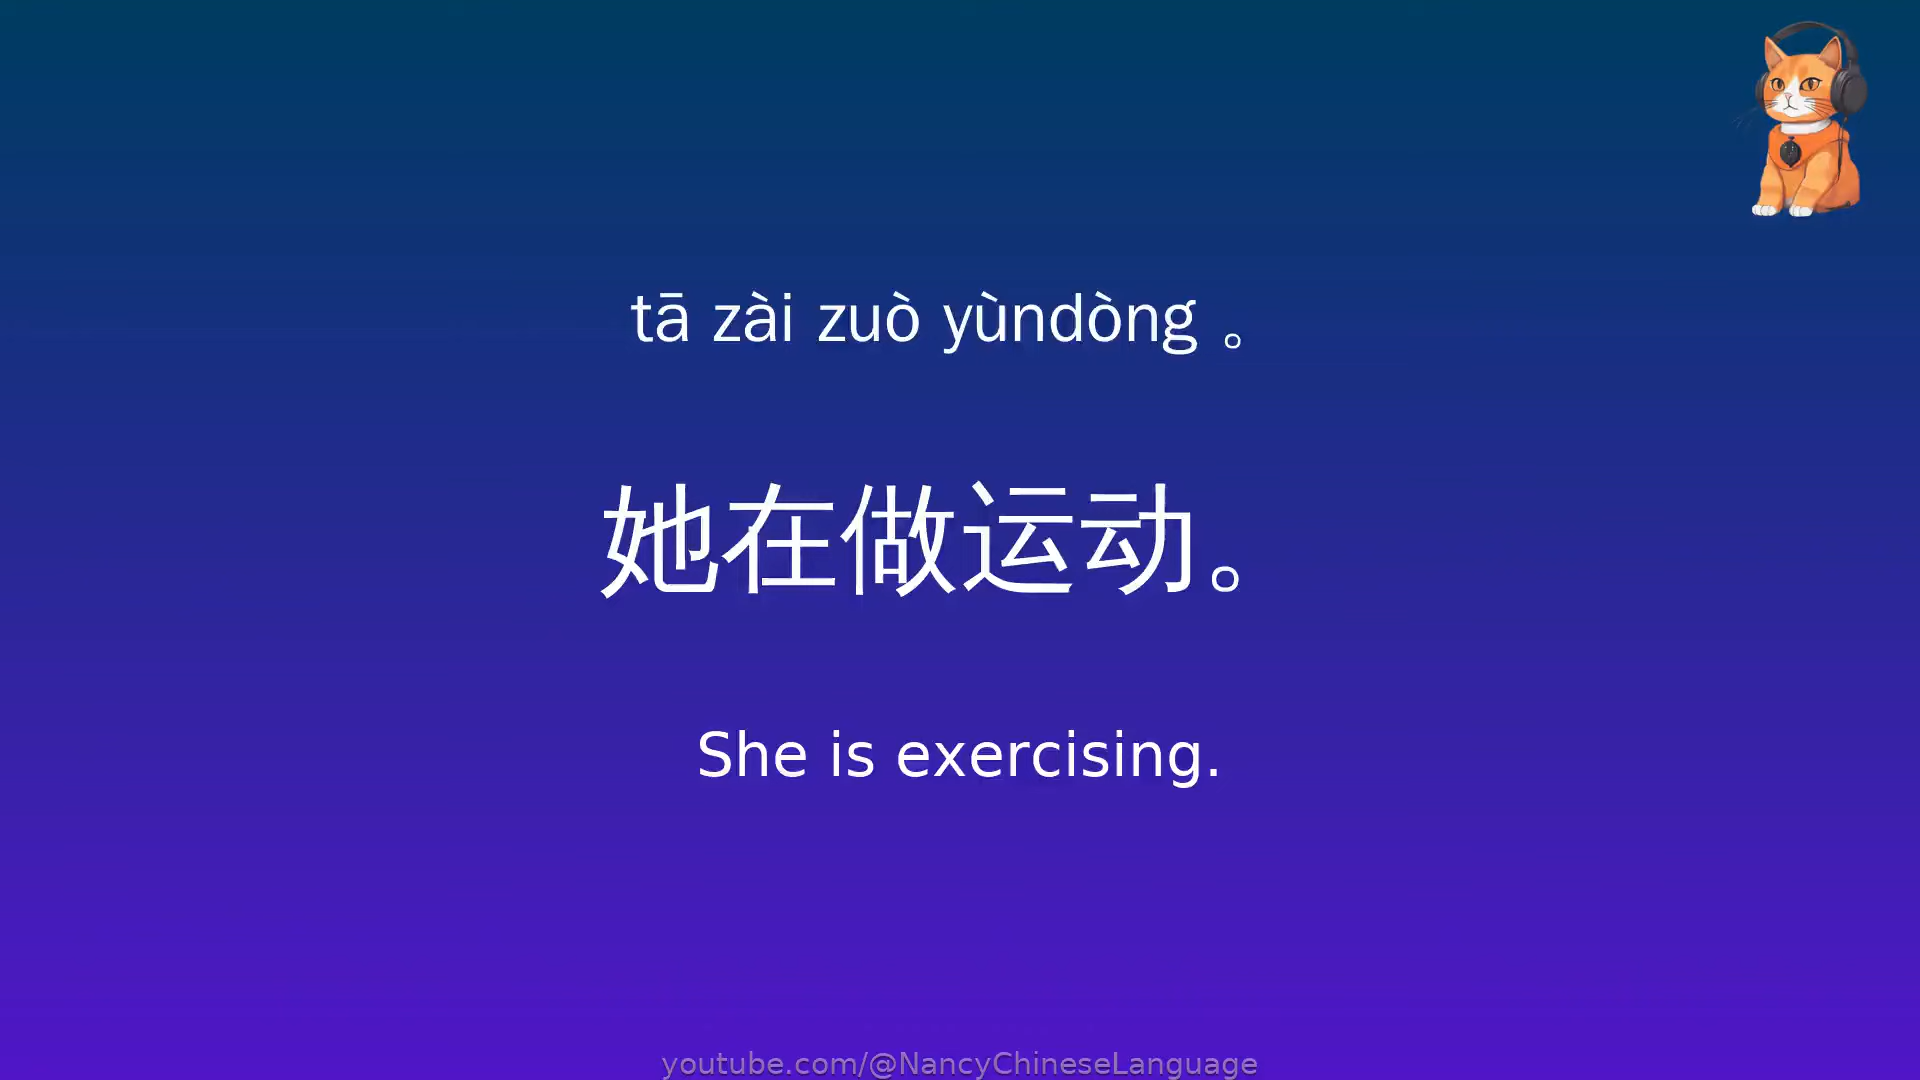 tā zài zuò yùndòng 。
她在做运动。
She is exercising.
youtube.com/@NancyChineseLanguage